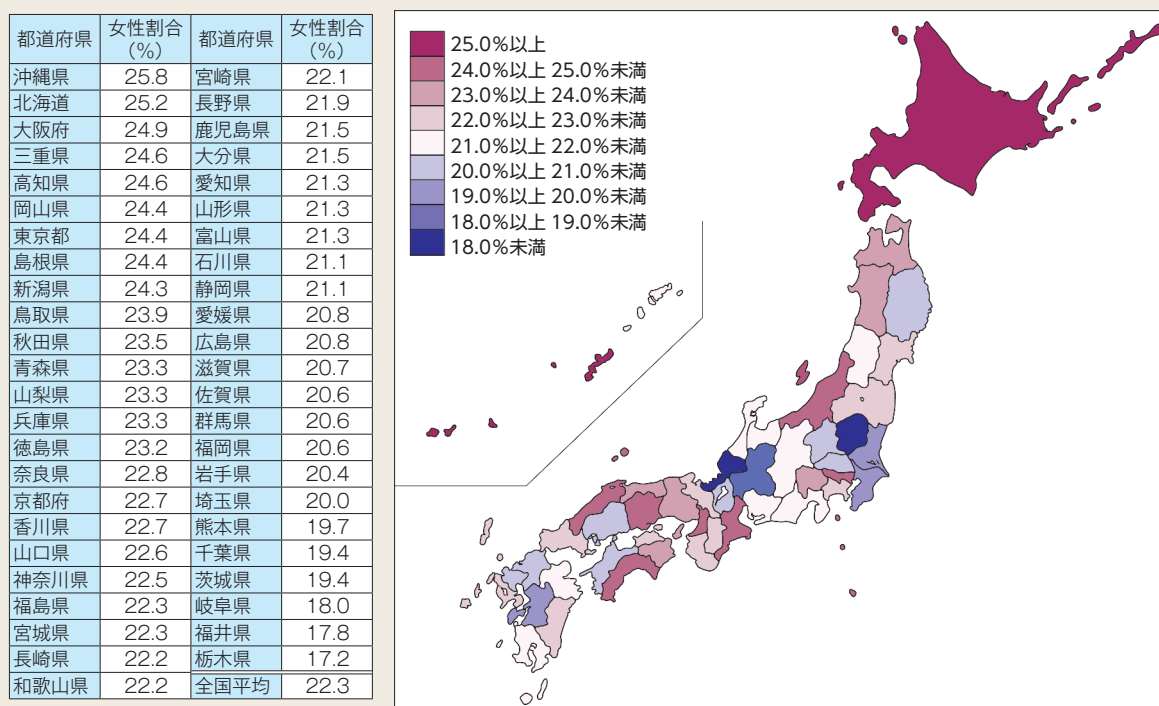 都道府県 女性割合（%） 都道府県 女性割合（%）
沖縄県 25.8 宮崎県 22.1
北海道 25.2 長野県 21.9
大阪府 24.9 鹿児島県 21.5
三重県 24.6 大分県 21.5
高知県 24.6 愛知県 21.3
岡山県 24.4 山形県 21.3
東京都 24.4 富山県 21.3
島根県 24.4 石川県 21.1
新潟県 24.3 静岡県 21.1
鳥取県 23.9 愛媛県 20.8
秋田県 23.5 広島県 20.8
青森県 23.3 滋賀県 20.7
山梨県 23.3 佐賀県 20.6
兵庫県 23.3 群馬県 20.6
徳島県 23.2 福岡県 20.6
奈良県 22.8 岩手県 20.4
京都府 22.7 埼玉県 20.0
香川県 22.7 熊本県 19.7
山口県 22.6 千葉県 19.4
神奈川県 22.5 茨城県 19.4
福島県 22.3 岐阜県 18.0
宮城県 22.3 福井県 17.8
長崎県 22.2 栃木県 17.2
和歌山県 22.2 全国平均 22.3
25.0%以上
24.0%以上 25.0%未満
23.0%以上 24.0%未満
22.0%以上 23.0%未満
21.0%以上 22.0%未満
20.0%以上 21.0%未満
19.0%以上 20.0%未満
18.0%以上 19.0%未満
18.0%未満